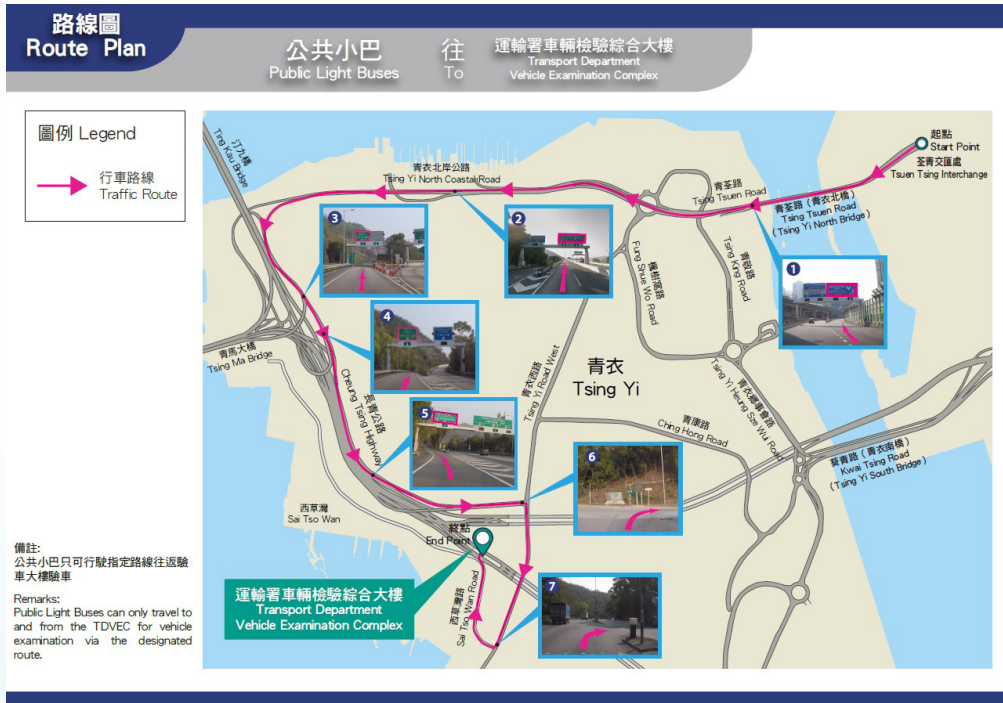 路線圖
Route Plan
公共小巴
Public Light Buses
往
To
運輸署車輛檢驗綜合大樓
Transport Department
Vehicle Examination Complex
圖例 Legend
行車路線
Traffic Route
汀九橋
Ting Kau Bridge
青衣北岸公路
Tsing Yi North Coastal Road
青荃路
Tsing Tsuen Road
起點
Start Point
荃青交匯處
Tsuen Tsing Interchange
青荃路（青衣北橋）
Tsing Tsuen Road
(Tsing Yi North Bridge)
3
2
1
楓樹窩路
Fung Shue Wo Road
青敬路
Tsing King Road
4
青馬大橋
Tsing Ma Bridge
長青公路
Cheung Tsing Highway
青衣西路
Tsing Yi Road West
青衣
Tsing Yi
青衣鄉事會路
Tsing Yi Heung Sze Wui Road
青康路
Ching Hong Road
5
6
葵青路（青衣南橋）
Kwai Tsing Road
(Tsing Yi South Bridge)
西草灣
Sai Tso Wan
終點
End Point
運輸署車輛檢驗綜合大樓
Transport Department
Vehicle Examination Complex
西草灣路
Sai Tso Wan Road
7
備註:
公共小巴只可行駛指定路線往返驗
車大樓驗車
Remarks:
Public Light Buses can only travel to
and from the TDVEC for vehicle
examination via the designated
route.